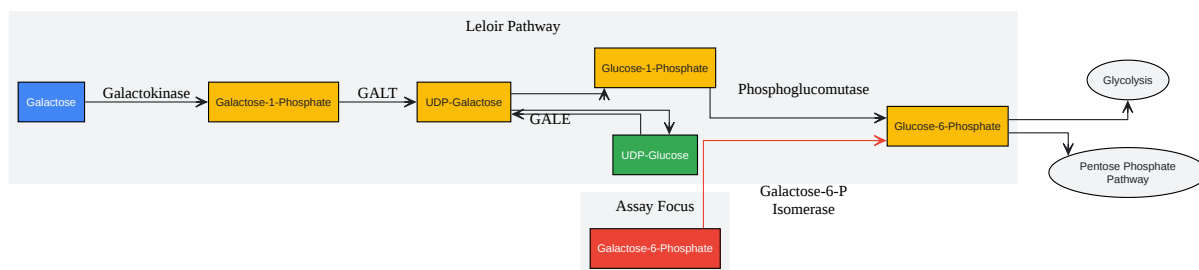 Leloir Pathway
Galactose
Galactokinase
Galactose-1-Phosphate
GALT
UDP-Galactose
GALE
Glucose-1-Phosphate
UDP-Glucose
Phosphoglucomutase
Glucose-6-Phosphate
Glycolysis
Pentose Phosphate
Pathway
Galactose-6-P
Isomerase
Assay Focus
Galactose-6-Phosphate